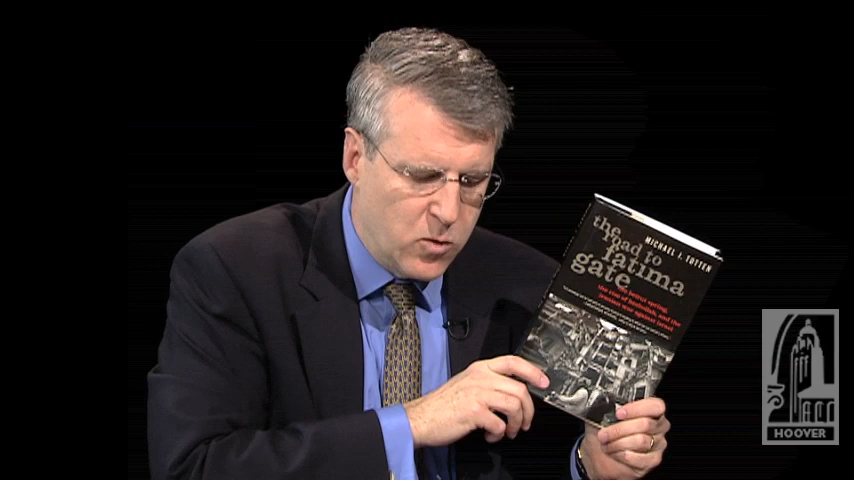 MICHAEL J. TOTTEN
the
road to
fatima
gate
the beirut spring,
the rise of hezbollah, and the
iranian war against israel
HOOVER